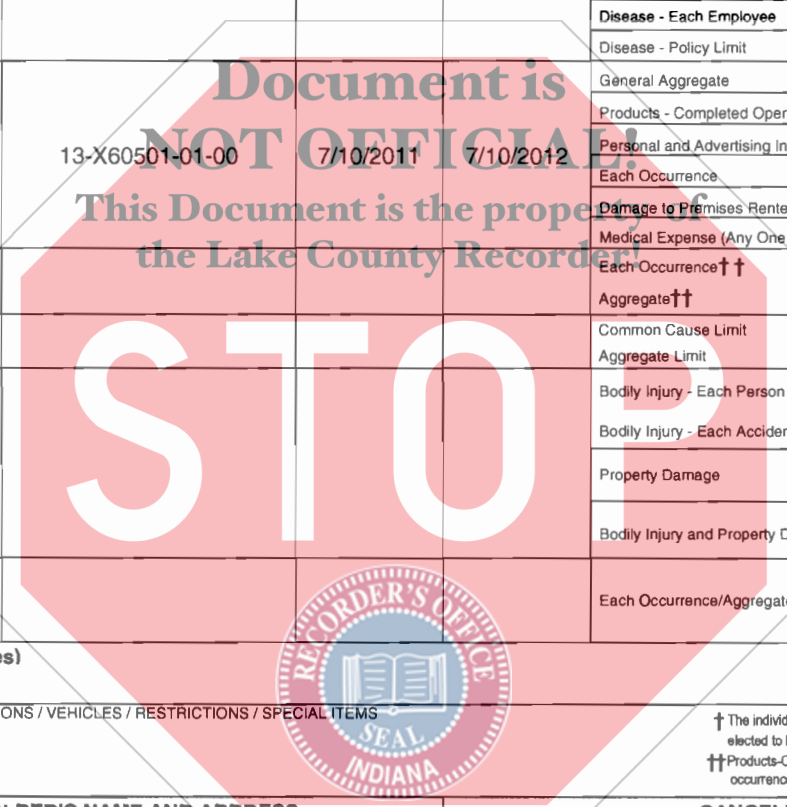 Disease - Each Employee
Disease - Policy Limit
General Aggregate
Products - Completed Oper
Personal and Advertising In
Each Occurrence
Damage to Premises Rente
Medical Expense (Any One
13-X60501-01-00 7/10/2011 7/10/2012
Each Occurrence††
Aggregate††
Common Cause Limit
Aggregate Limit
Bodily Injury - Each Person
Bodily Injury - Each Acciden
Property Damage
Bodily Injury and Property D
Each Occurrence/Aggregate
Document is
NOT OFFICIAL!
This Document is the property of
the Lake County Recorder!
STOP
RECORDER'S OFFICE
SEAL
INDIANA
es)
ONS / VEHICLES / RESTRICTIONS / SPECIAL ITEMS
† The individ
elected to
††Products-C
occurrenc